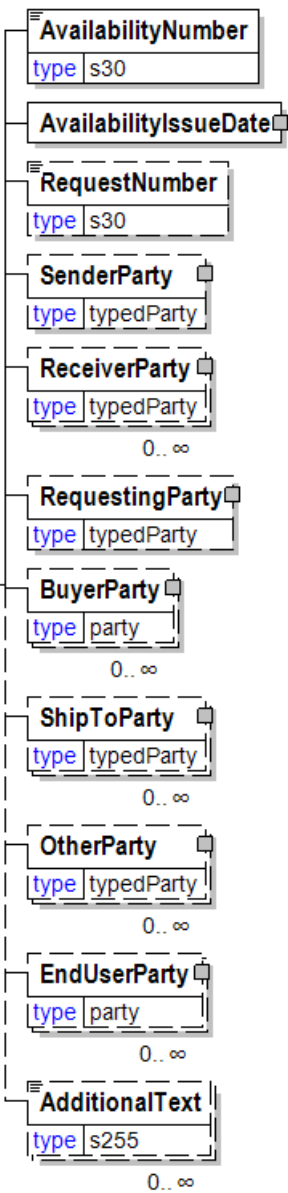 AvailabilityNumber
type s30
AvailabilityIssueDate
RequestNumber
type s30
SenderParty
type typedParty
ReceiverParty
type typedParty
0.. ∞
RequestingParty
type typedParty
BuyerParty
type party
0.. ∞
ShipToParty
type typedParty
0.. ∞
OtherParty
type typedParty
0.. ∞
EndUserParty
type party
0.. ∞
AdditionalText
type s255
0.. ∞